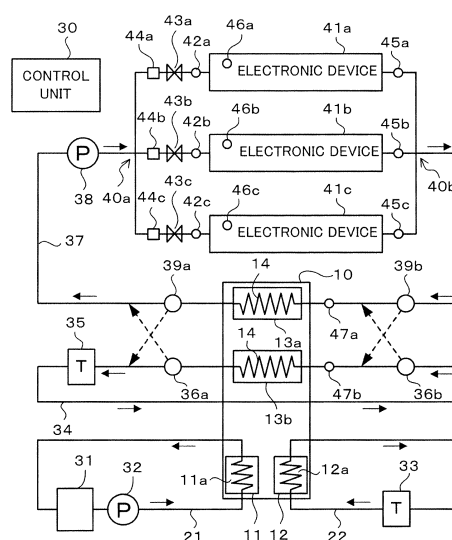 30
CONTROL
UNIT
44a 43a 42a 46a 41a 45a
ELECTRONIC DEVICE
44b 43b 42b 46b 41b 45b
ELECTRONIC DEVICE
P
38 40a 40b
44c 43c 42c 46c 41c 45c
ELECTRONIC DEVICE
37
39a 14 10 39b
13a 47a
35
T
14
36a 13b 47b 36b
34
31 32 11a 12a 33
P T
21 11 12 22